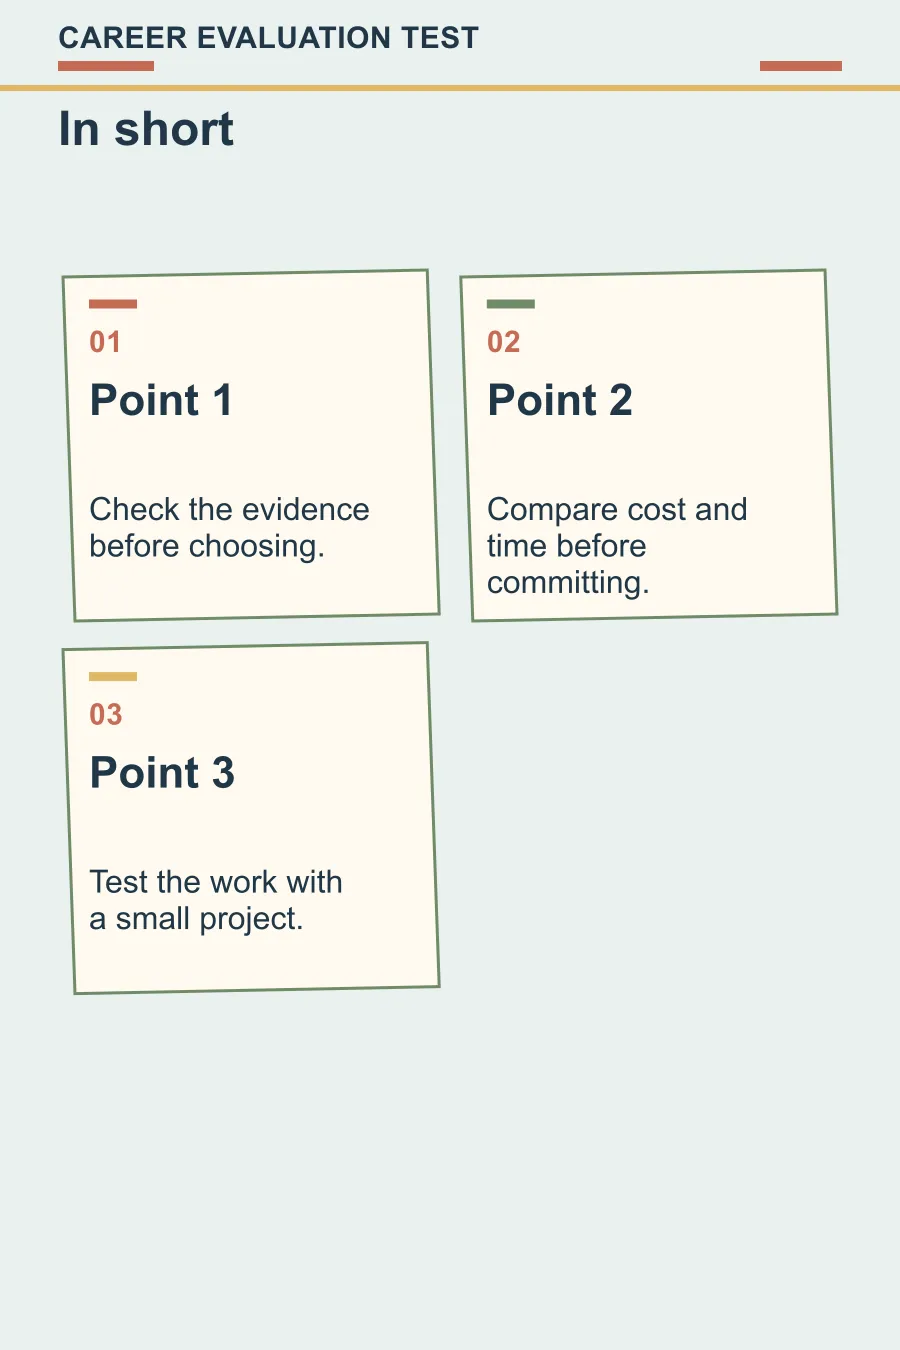 CAREER EVALUATION TEST
In short
01
Point 1
Check the evidence
before choosing.
02
Point 2
Compare cost and
time before
committing.
03
Point 3
Test the work with
a small project.